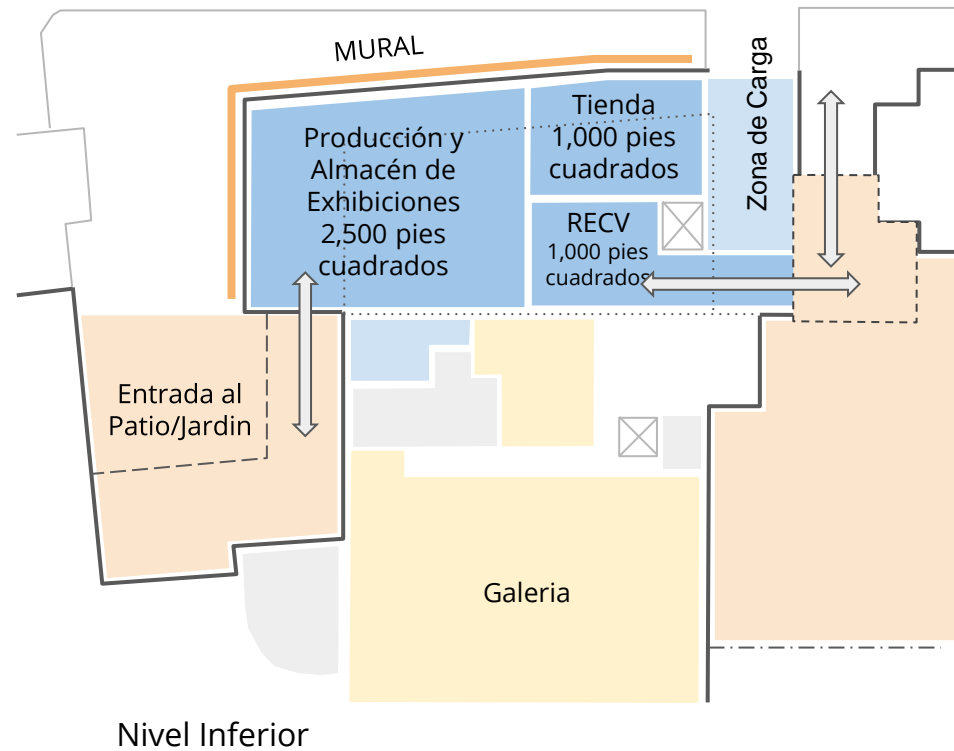 MURAL
Zona de Carga
Producción y
Almacén de
Exhibiciones
2,500 pies
cuadrados
Tienda
1,000 pies
cuadrados
RECV
1,000 pies
cuadrados
Entrada al
Patio/Jardin
Galeria
Nivel Inferior